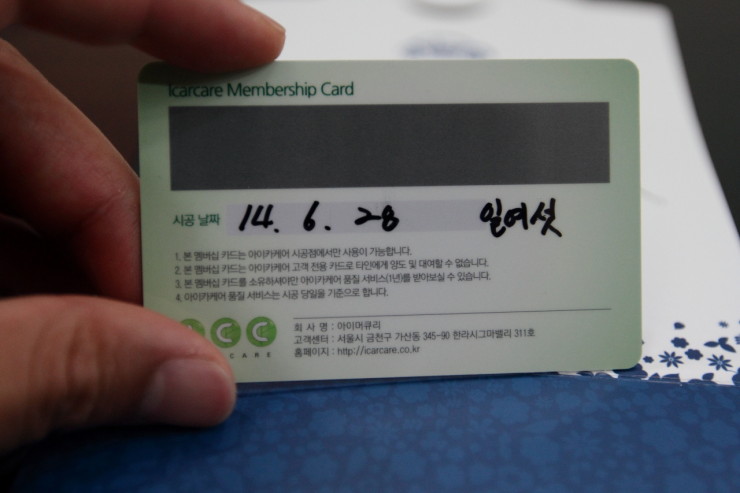 Icarcare Membership Card
시공 날짜 14. 6. 28 일여섯
1. 본 멤버십 카드는 아이카케어 시공점에서만 사용이 가능합니다.
2. 본 멤버십 카드는 아이카케어 고객 전용 카드로 타인에게 양도 및 대여할 수 없습니다.
3. 본 멤버십 카드를 소유하셔야만 아이카케어 품질 서비스(1년)를 받아보실 수 있습니다.
4. 아이카케어 품질 서비스는 시공 당일을 기준으로 합니다.
CC
CARE
회 사 명 : 아이머큐리
고객센터 : 서울시 금천구 가산동 345-90 한라시그마밸리 311호
홈페이지 : http://icarcare.co.kr